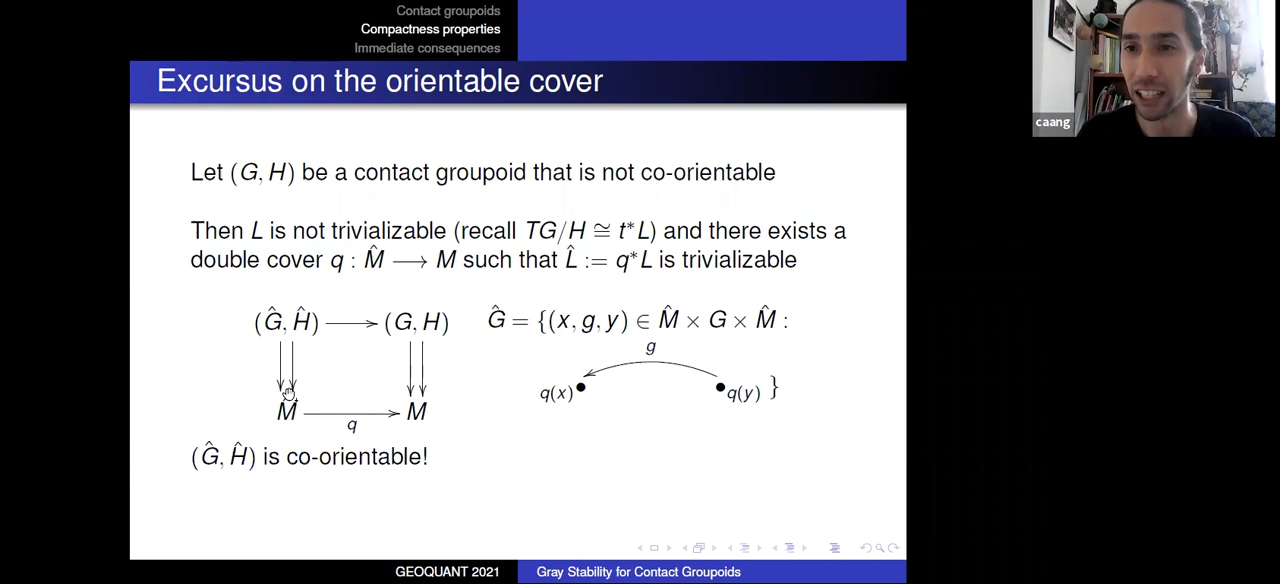 Contact groupoids
Compactness properties
Immediate consequences
Excursus on the orientable cover
Let (G, H) be a contact groupoid that is not co-orientable
Then L is not trivializable (recall TG/H ≅ t*L) and there exists a
double cover q : M̂ ⟶ M such that L̂ := q*L is trivializable
(Ĝ, Ĥ) ⟶ (G, H)
Ĝ = {(x, g, y) ∈ M̂ × G × M̂ :
g
q(x) q(y) }
M̂ ⟶ M
q
(Ĝ, Ĥ) is co-orientable!
GEOQUANT 2021
Gray Stability for Contact Groupoids
caang